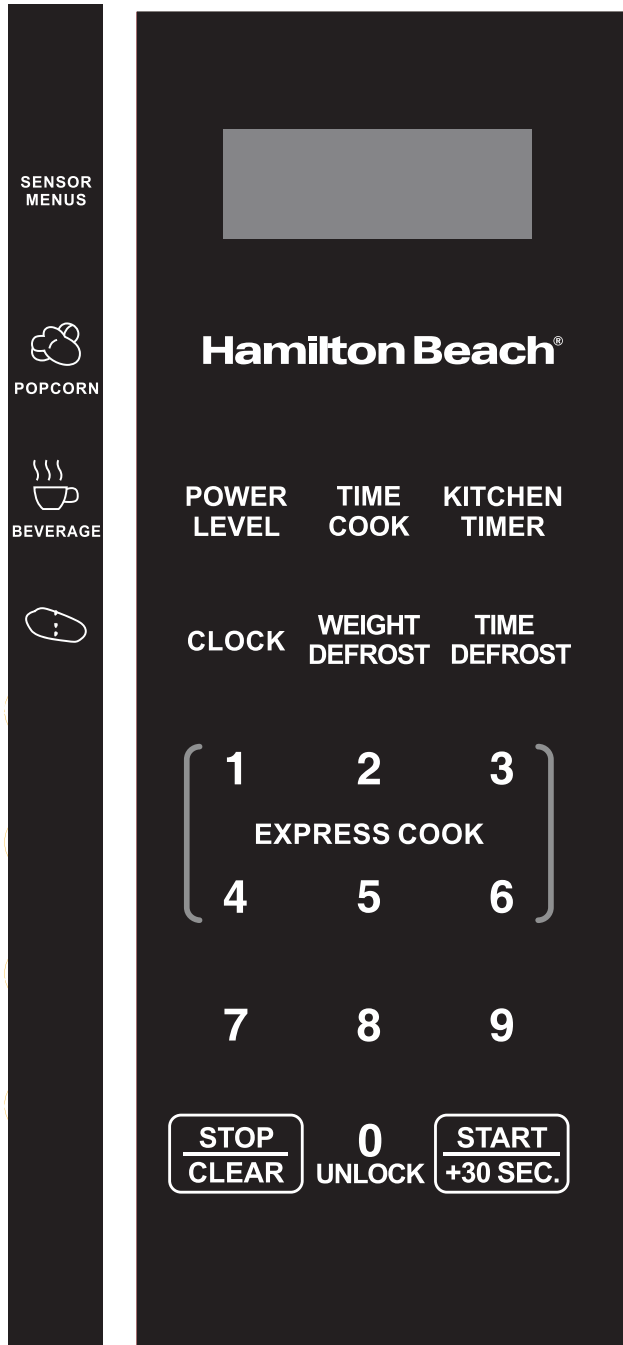 SENSOR
MENUS
POPCORN
BEVERAGE
Hamilton Beach®
POWER LEVEL
TIME COOK
KITCHEN TIMER
CLOCK
WEIGHT DEFROST
TIME DEFROST
1 2 3
EXPRESS COOK
4 5 6
7 8 9
STOP
CLEAR
0
UNLOCK
START
+30 SEC.